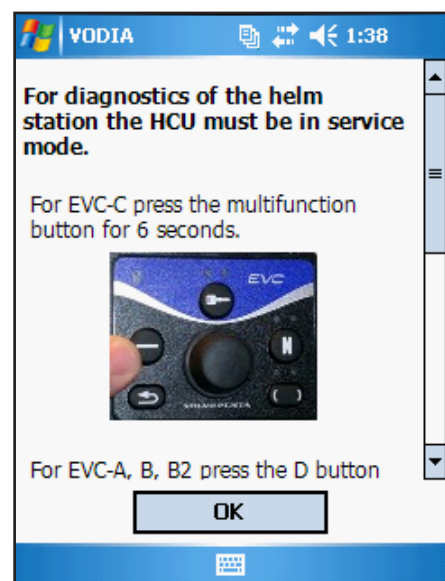 VODIA 1:38
For diagnostics of the helm
station the HCU must be in service
mode.
For EVC-C press the multifunction
button for 6 seconds.
EVC
N
VOLVO PENTA
For EVC-A, B, B2 press the D button
OK